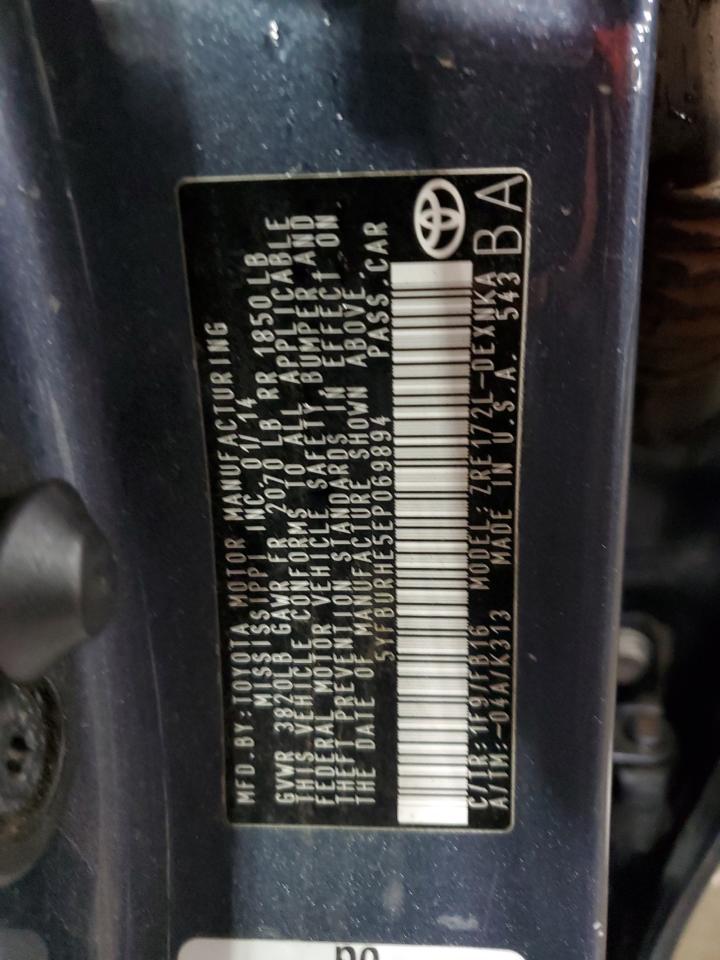 MFD.BY:TOYOTA MOTOR MANUFACTURING
MISSISSIPPI INC. 01/14
GVWR 3820LB GAWR FR 2070 LB RR 1850 LB
THIS VEHICLE CONFORMS TO ALL APPLICABLE
FEDERAL MOTOR VEHICLE SAFETY BUMPER AND
THEFT PREVENTION STANDARDS IN EFFECT ON
THE DATE OF MANUFACTURE SHOWN ABOVE.
5YFBURHE5EP069894 PASS.CAR
C/TR:1F9/FB16 MODEL:ZRE172L-DEXNKA
A/TM:-04A/K313 MADE IN U.S.A. 543
BA